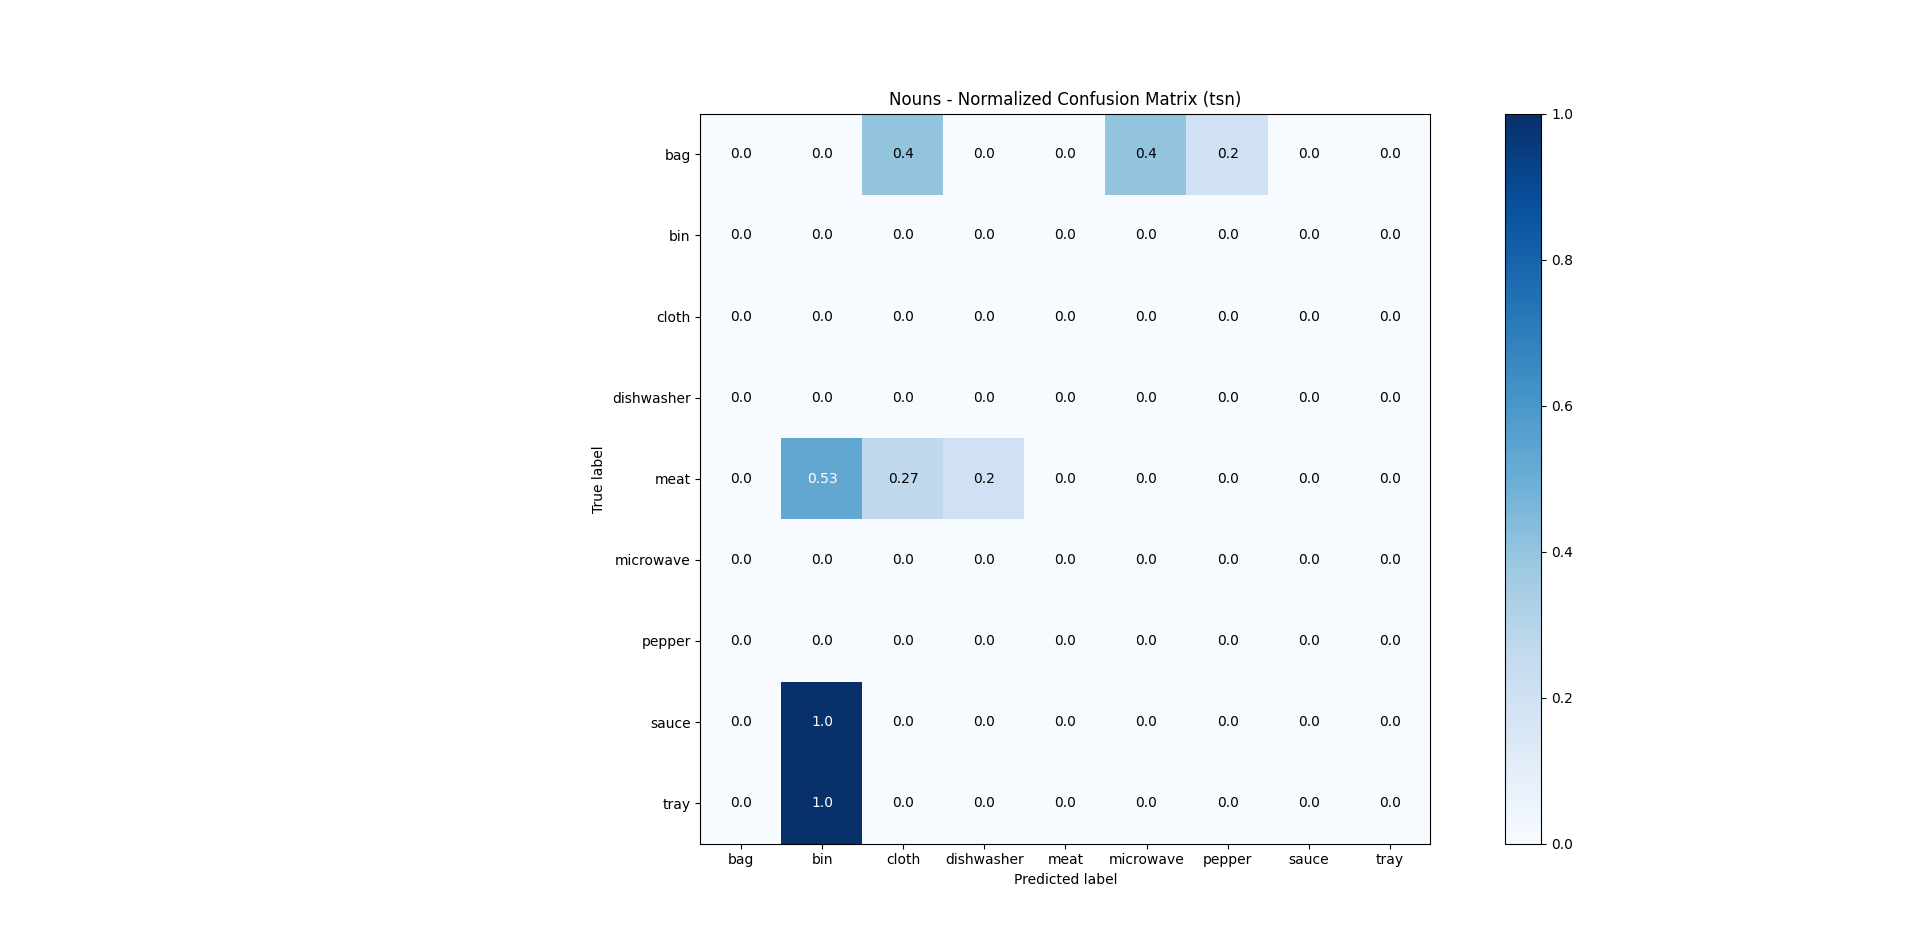 Nouns - Normalized Confusion Matrix (tsn)
bag 0.0 0.0 0.4 0.0 0.0 0.4 0.2 0.0 0.0
bin 0.0 0.0 0.0 0.0 0.0 0.0 0.0 0.0 0.0
cloth 0.0 0.0 0.0 0.0 0.0 0.0 0.0 0.0 0.0
dishwasher 0.0 0.0 0.0 0.0 0.0 0.0 0.0 0.0 0.0
meat 0.0 0.53 0.27 0.2 0.0 0.0 0.0 0.0 0.0
microwave 0.0 0.0 0.0 0.0 0.0 0.0 0.0 0.0 0.0
pepper 0.0 0.0 0.0 0.0 0.0 0.0 0.0 0.0 0.0
sauce 0.0 1.0 0.0 0.0 0.0 0.0 0.0 0.0 0.0
tray 0.0 1.0 0.0 0.0 0.0 0.0 0.0 0.0 0.0
bag bin cloth dishwasher meat microwave pepper sauce tray
Predicted label
True label
1.0
0.8
0.6
0.4
0.2
0.0